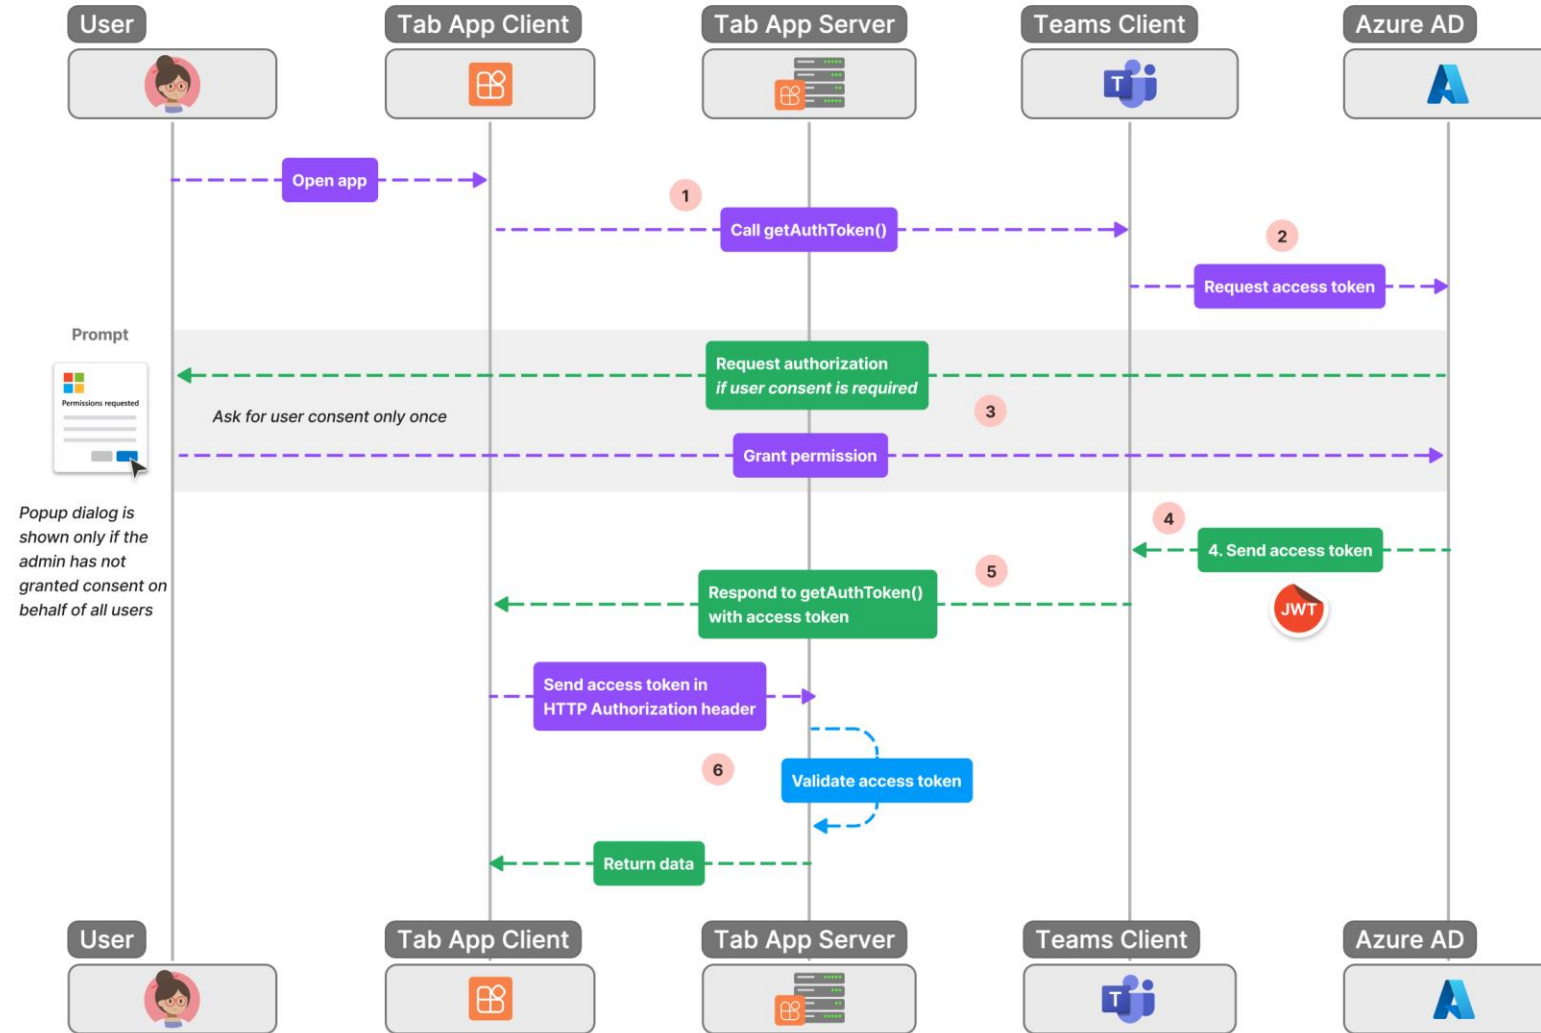 User
Tab App Client
Tab App Server
Teams Client
Azure AD
T
Open app
1
Call getAuthToken()
2
Request access token
Prompt
Permissions requested
Request authorization
if user consent is required
Ask for user consent only once
3
Grant permission
Popup dialog is
shown only if the
admin has not
granted consent on
behalf of all users
4
4. Send access token
JWT
5
Respond to getAuthToken()
with access token
Send access token in
HTTP Authorization header
6
Validate access token
Return data
User
Tab App Client
Tab App Server
Teams Client
Azure AD
T